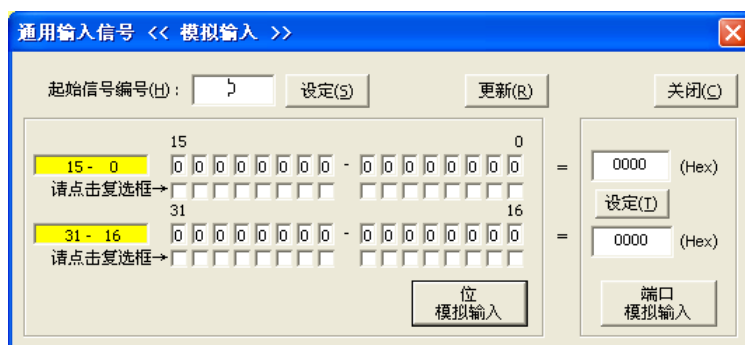 通用输入信号 << 模拟输入 >>
起始信号编号(H): 设定(S) 更新(R) 关闭(C)
15 0
15- 0 0 0 0 0 0 0 0 0 - 0 0 0 0 0 0 0 0 = 0000 (Hex)
请点击复选框→
设定(T)
31 16
31- 16 0 0 0 0 0 0 0 0 - 0 0 0 0 0 0 0 0 = 0000 (Hex)
请点击复选框→
位
模拟输入
端口
模拟输入